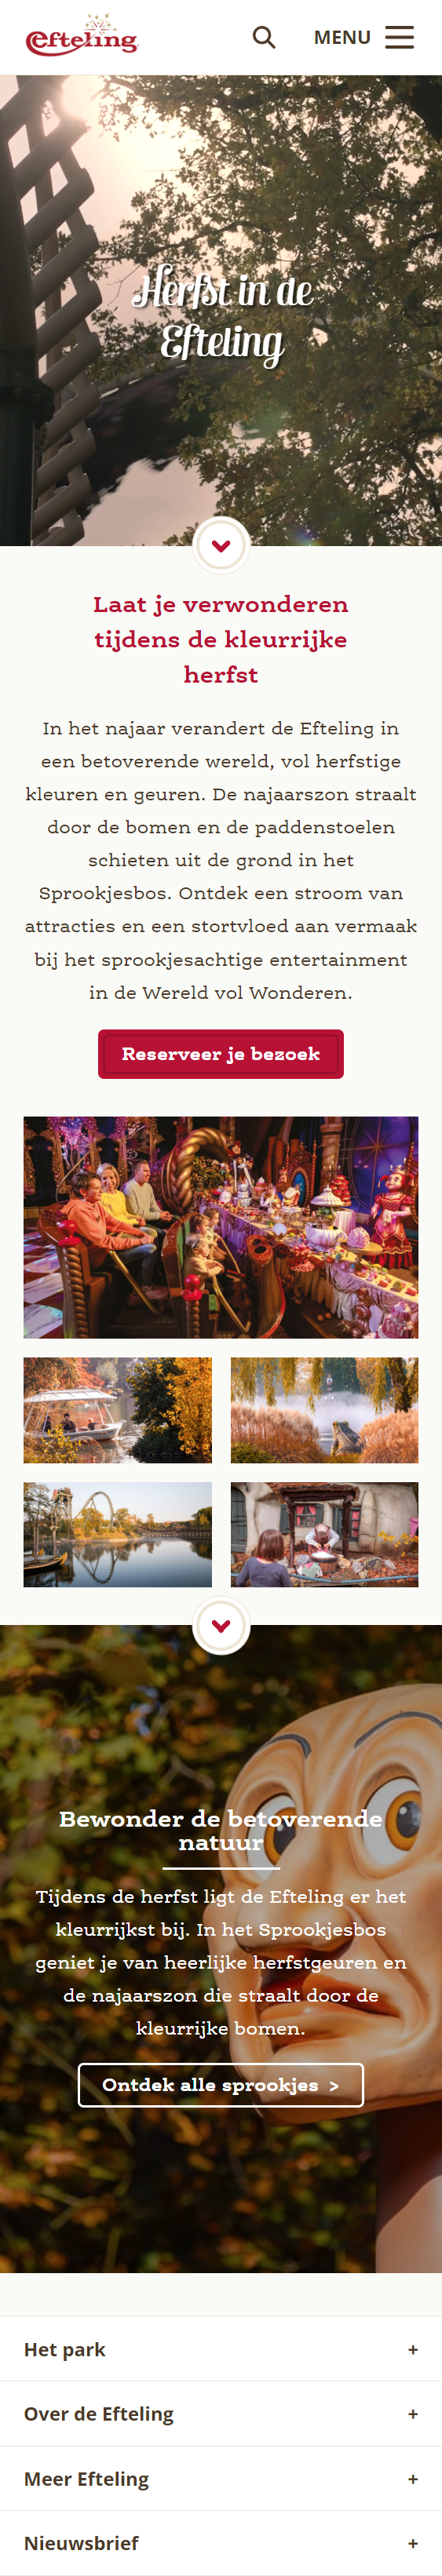 Efteling
MENU
Herfst in de
Efteling
Laat je verwonderen
tijdens de kleurrijke
herfst
In het najaar verandert de Efteling in
een betoverende wereld, vol herfstige
kleuren en geuren. De najaarszon straalt
door de bomen en de paddenstoelen
schieten uit de grond in het
Sprookjesbos. Ontdek een stroom van
attracties en een stortvloed aan vermaak
bij het sprookjesachtige entertainment
in de Wereld vol Wonderen.
Reserveer je bezoek
Bewonder de betoverende
natuur
Tijdens de herfst ligt de Efteling er het
kleurrijkst bij. In het Sprookjesbos
geniet je van heerlijke herfstgeuren en
de najaarszon die straalt door de
kleurrijke bomen.
Ontdek alle sprookjes >
Het park +
Over de Efteling +
Meer Efteling +
Nieuwsbrief +